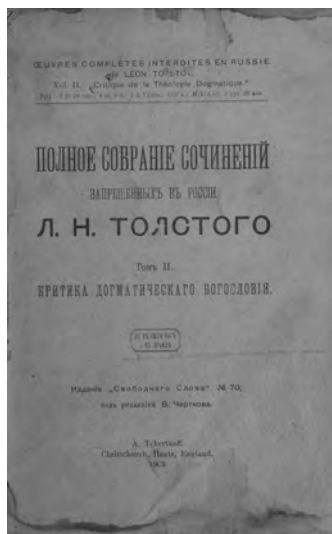 ŒUVRES COMPLÈTES INTERDITES EN RUSSIE
de LÉON TOLSTOÏ.
Vol. II. „Critique de la Théologie Dogmatique."
ПОЛНОЕ СОБРАНІЕ СОЧИНЕНІЙ
ЗАПРЕЩЕННЫХЪ ВЪ РОССІИ
Л. Н. ТОЛСТОГО
Томъ II.
КРИТИКА ДОГМАТИЧЕСКАГО БОГОСЛОВІЯ.
Изданіе „Свободнаго Слова" № 70,
подъ редакціей В. Черткова.
A. Tchertkoff,
Christchurch, Hants, England.
1903